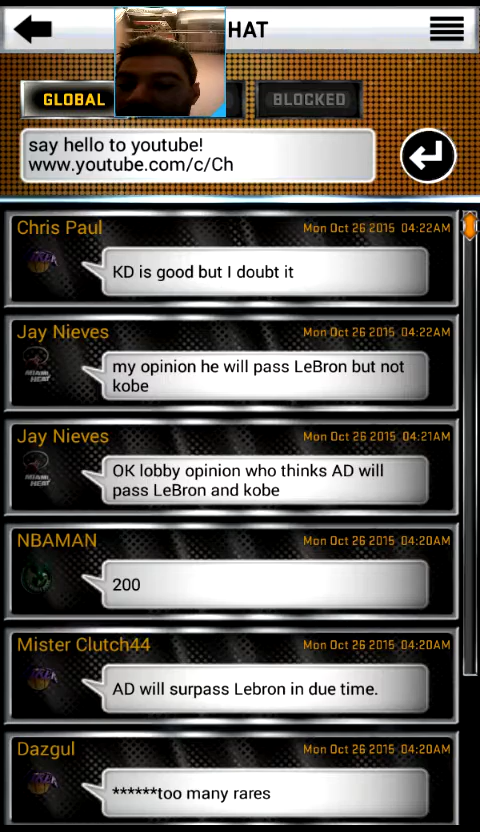 HAT
GLOBAL
BLOCKED
say hello to youtube!
www.youtube.com/c/Ch
Chris Paul
Mon Oct 26 2015 04:22AM
KD is good but I doubt it
Jay Nieves
Mon Oct 26 2015 04:22AM
MIAMI
HEAT
my opinion he will pass LeBron but not
kobe
Jay Nieves
Mon Oct 26 2015 04:21AM
MIAMI
HEAT
OK lobby opinion who thinks AD will
pass LeBron and kobe
NBAMAN
Mon Oct 26 2015 04:20AM
200
Mister Clutch44
Mon Oct 26 2015 04:20AM
AD will surpass Lebron in due time.
Dazgul
Mon Oct 26 2015 04:20AM
******too many rares